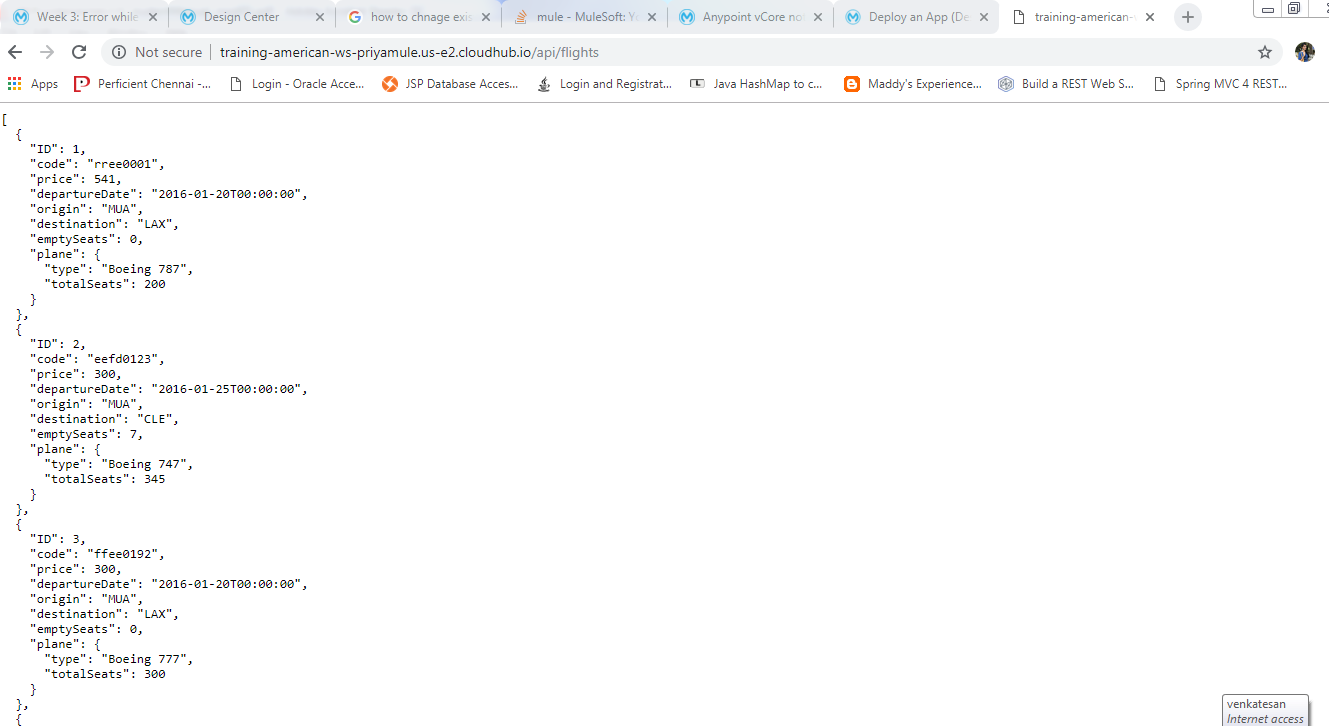 Week 3: Error while
Design Center
how to chnage exis
mule - MuleSoft: Yo
Anypoint vCore not
Deploy an App (De
training-american-
Not secure | training-american-ws-priyamule.us-e2.cloudhub.io/api/flights
Apps
Perficient Chennai -...
Login - Oracle Acce...
JSP Database Acces...
Login and Registrat...
Java HashMap to c...
Maddy's Experience...
Build a REST Web S...
Spring MVC 4 REST...
[
{
"ID": 1,
"code": "rree0001",
"price": 541,
"departureDate": "2016-01-20T00:00:00",
"origin": "MUA",
"destination": "LAX",
"emptySeats": 0,
"plane": {
"type": "Boeing 787",
"totalSeats": 200
}
},
{
"ID": 2,
"code": "eefd0123",
"price": 300,
"departureDate": "2016-01-25T00:00:00",
"origin": "MUA",
"destination": "CLE",
"emptySeats": 7,
"plane": {
"type": "Boeing 747",
"totalSeats": 345
}
},
{
"ID": 3,
"code": "ffee0192",
"price": 300,
"departureDate": "2016-01-20T00:00:00",
"origin": "MUA",
"destination": "LAX",
"emptySeats": 0,
"plane": {
"type": "Boeing 777",
"totalSeats": 300
}
},
{
venkatesan
Internet access